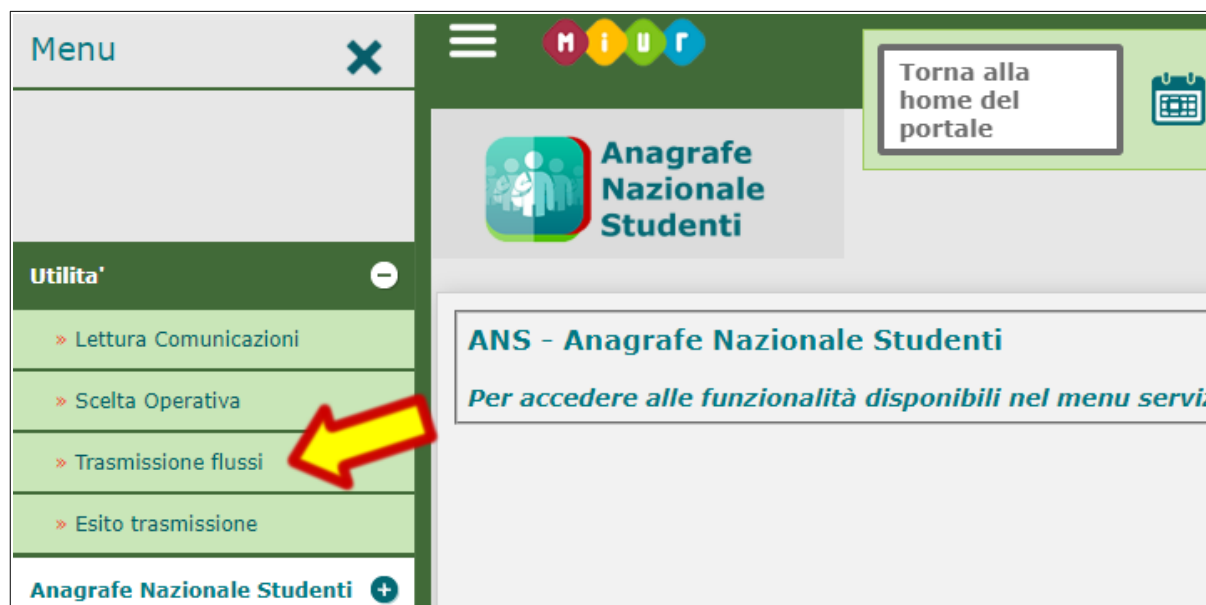 Menu
MiUr
Torna alla
home del
portale
Anagrafe
Nazionale
Studenti
Utilita'
» Lettura Comunicazioni
» Scelta Operativa
» Trasmissione flussi
» Esito trasmissione
Anagrafe Nazionale Studenti
ANS - Anagrafe Nazionale Studenti
Per accedere alle funzionalità disponibili nel menu serviz